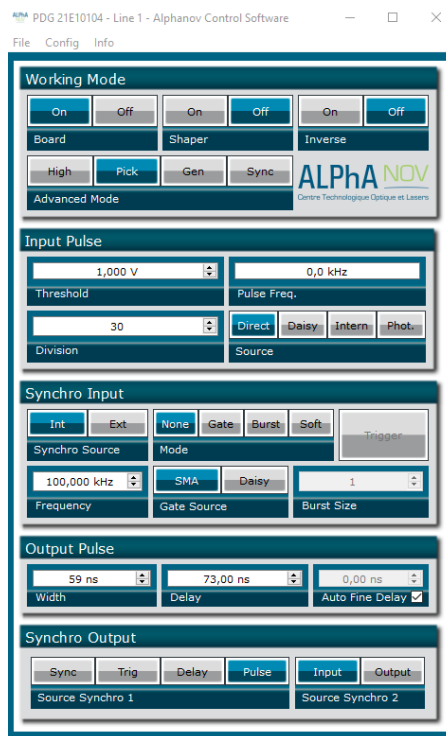 PDG 21E10104 - Line 1 - Alphanov Control Software
File Config Info
Working Mode
On Off On Off On Off
Board Shaper Inverse
High Pick Gen Sync
Advanced Mode
ALPhA NOV
Centre Technologique Optique et Lasers
Input Pulse
1,000 V 0,0 kHz
Threshold Pulse Freq.
30 Direct Daisy Intern Phot.
Division Source
Synchro Input
Int Ext None Gate Burst Soft Trigger
Synchro Source Mode
100,000 kHz SMA Daisy 1
Frequency Gate Source Burst Size
Output Pulse
59 ns 73,00 ns 0,00 ns
Width Delay Auto Fine Delay
Synchro Output
Sync Trig Delay Pulse Input Output
Source Synchro 1 Source Synchro 2